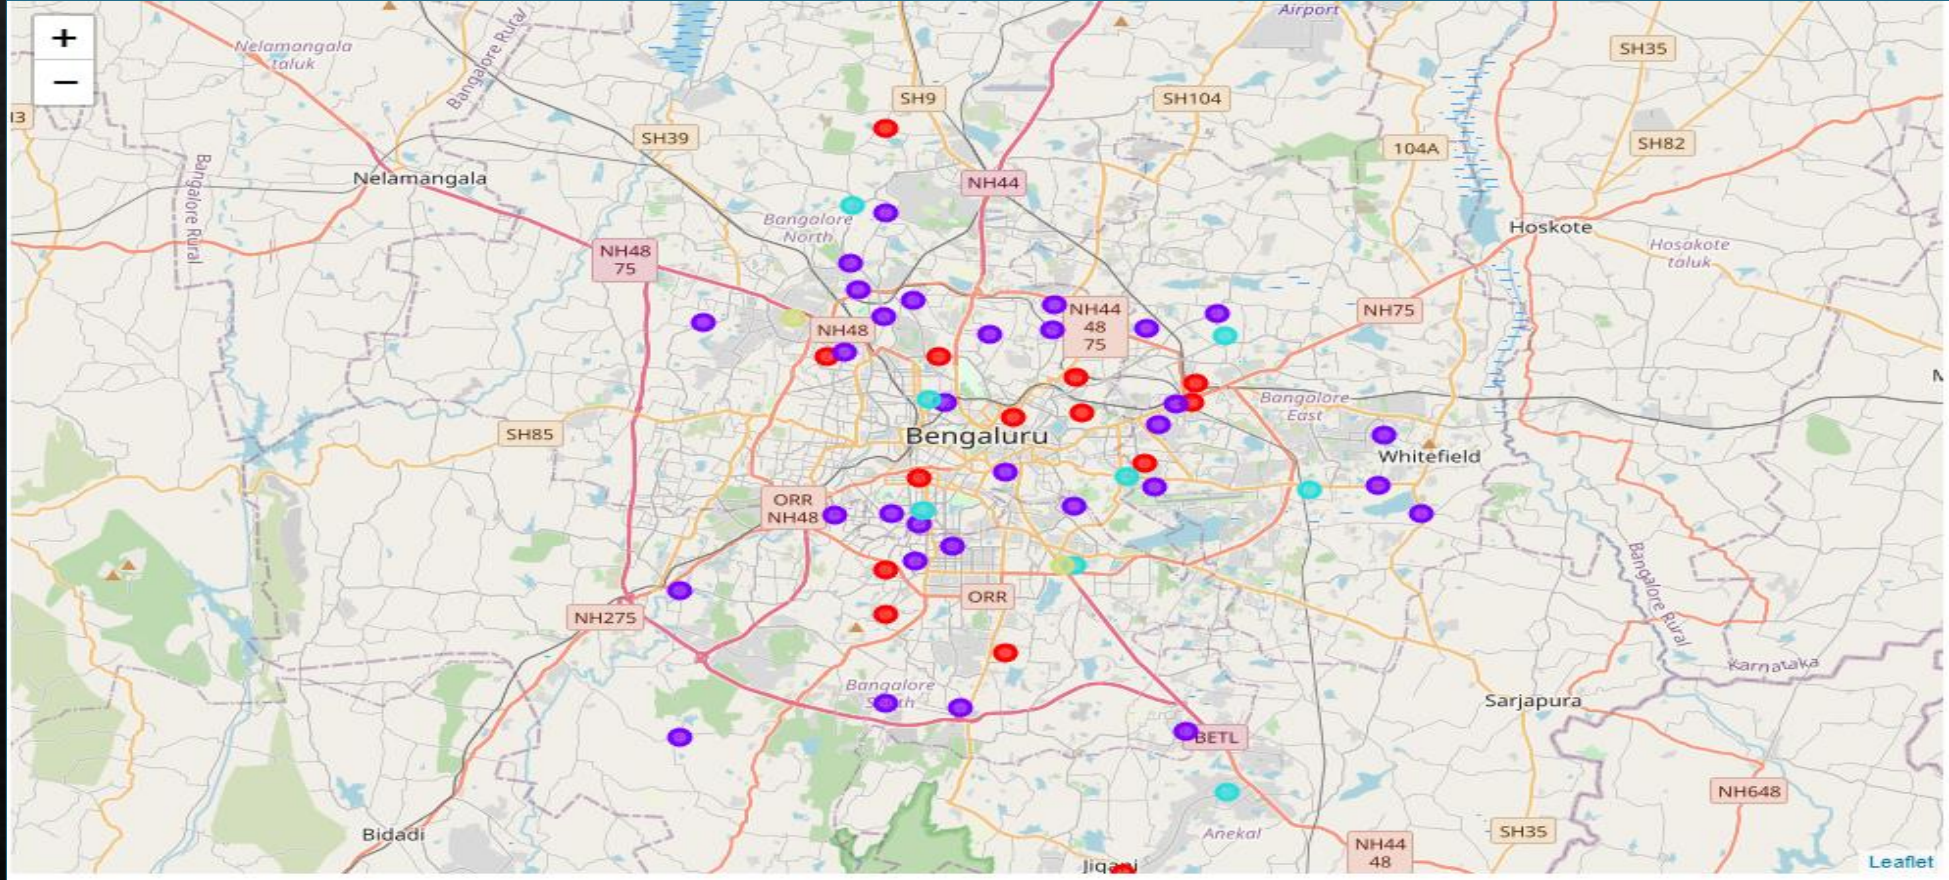 +
−
Nelamangala
taluk
Bangalore Rural
Airport
SH35
13
SH9
SH104
SH39
SH82
104A
Bangalore Rural
Nelamangala
NH44
Bangalore
North
Hoskote
Hosakote
taluk
NH48
75
NH44
48
75
NH75
NH48
Bangalore
East
SH85
Bengaluru
Whitefield
ORR
NH48
Bangalore Rural
ORR
NH275
Karnataka
Bangalore
Sarjapura
BETL
NH648
Bidadi
Anekal
SH35
NH44
48
Jigani
Leaflet